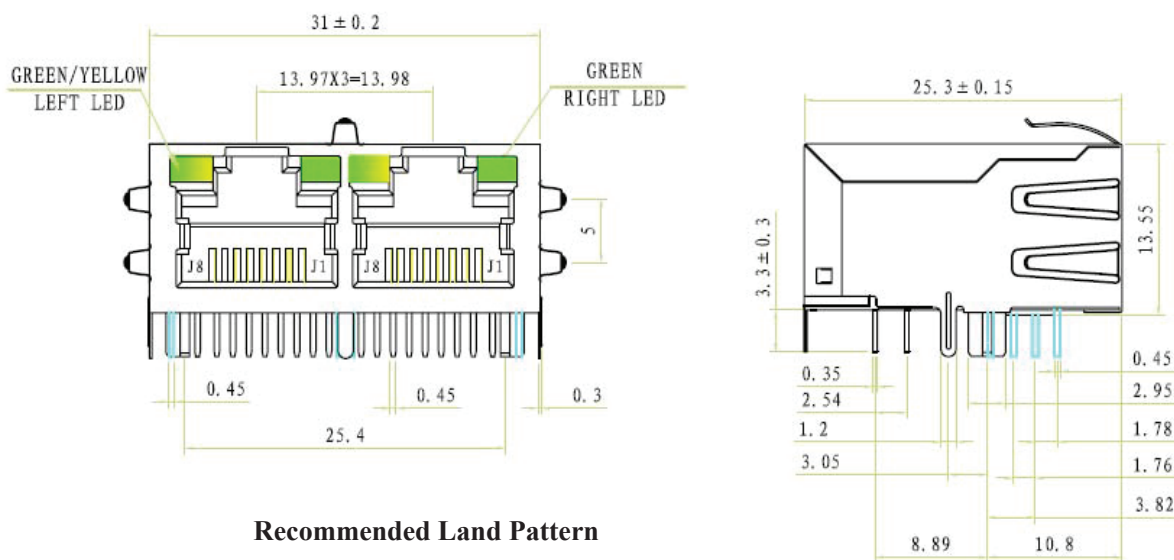 31 ± 0.2
GREEN/YELLOW
LEFT LED
13.97X3=13.98
GREEN
RIGHT LED
25.3 ± 0.15
5
13.55
3.3 ± 0.3
J8
J1
J8
J1
0.45
0.45
0.3
25.4
0.35
2.54
1.2
3.05
0.45
2.95
1.78
1.76
3.82
8.89
10.8
Recommended Land Pattern